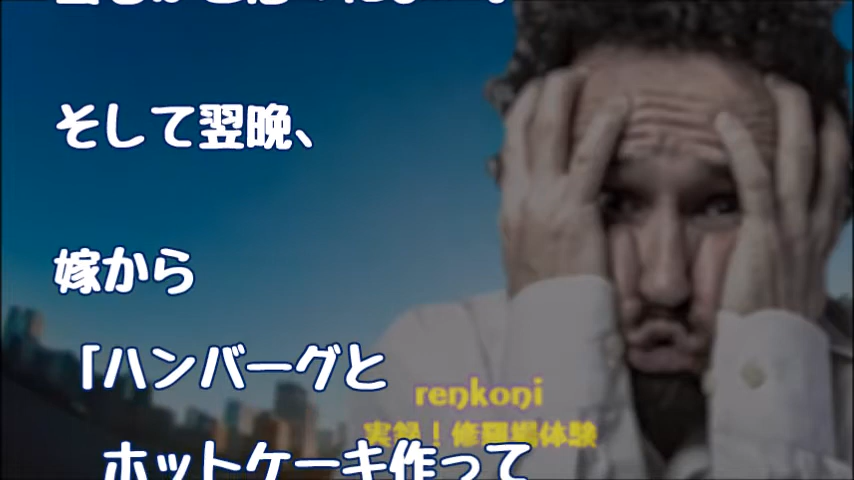 そして翌晩、
嫁から
「ハンバーグと
renkoni
実録！修羅場体験
ホットケーキ作って